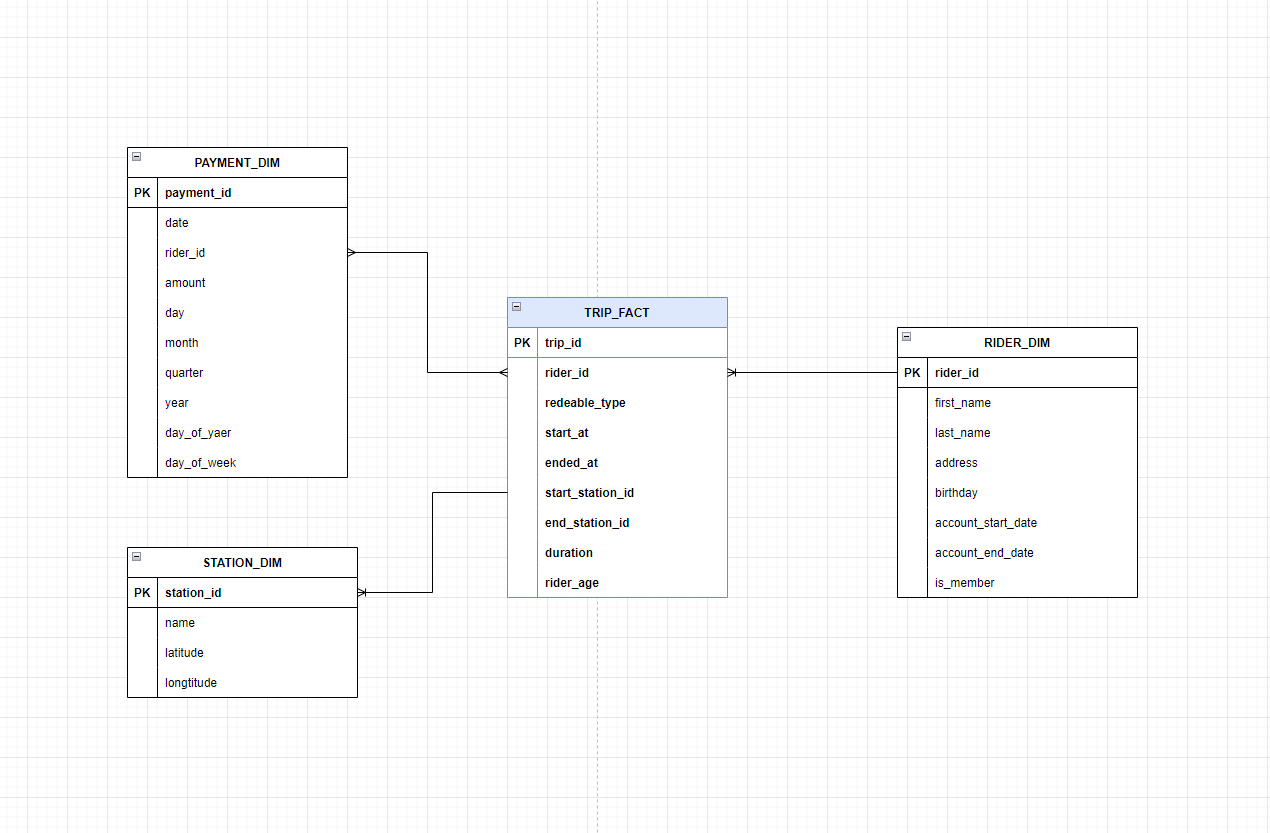 PAYMENT_DIM
PK payment_id
date
rider_id
amount
day
month
quarter
year
day_of_yaer
day_of_week
TRIP_FACT
PK trip_id
rider_id
redeable_type
start_at
ended_at
start_station_id
end_station_id
duration
rider_age
RIDER_DIM
PK rider_id
first_name
last_name
address
birthday
account_start_date
account_end_date
is_member
STATION_DIM
PK station_id
name
latitude
longtitude